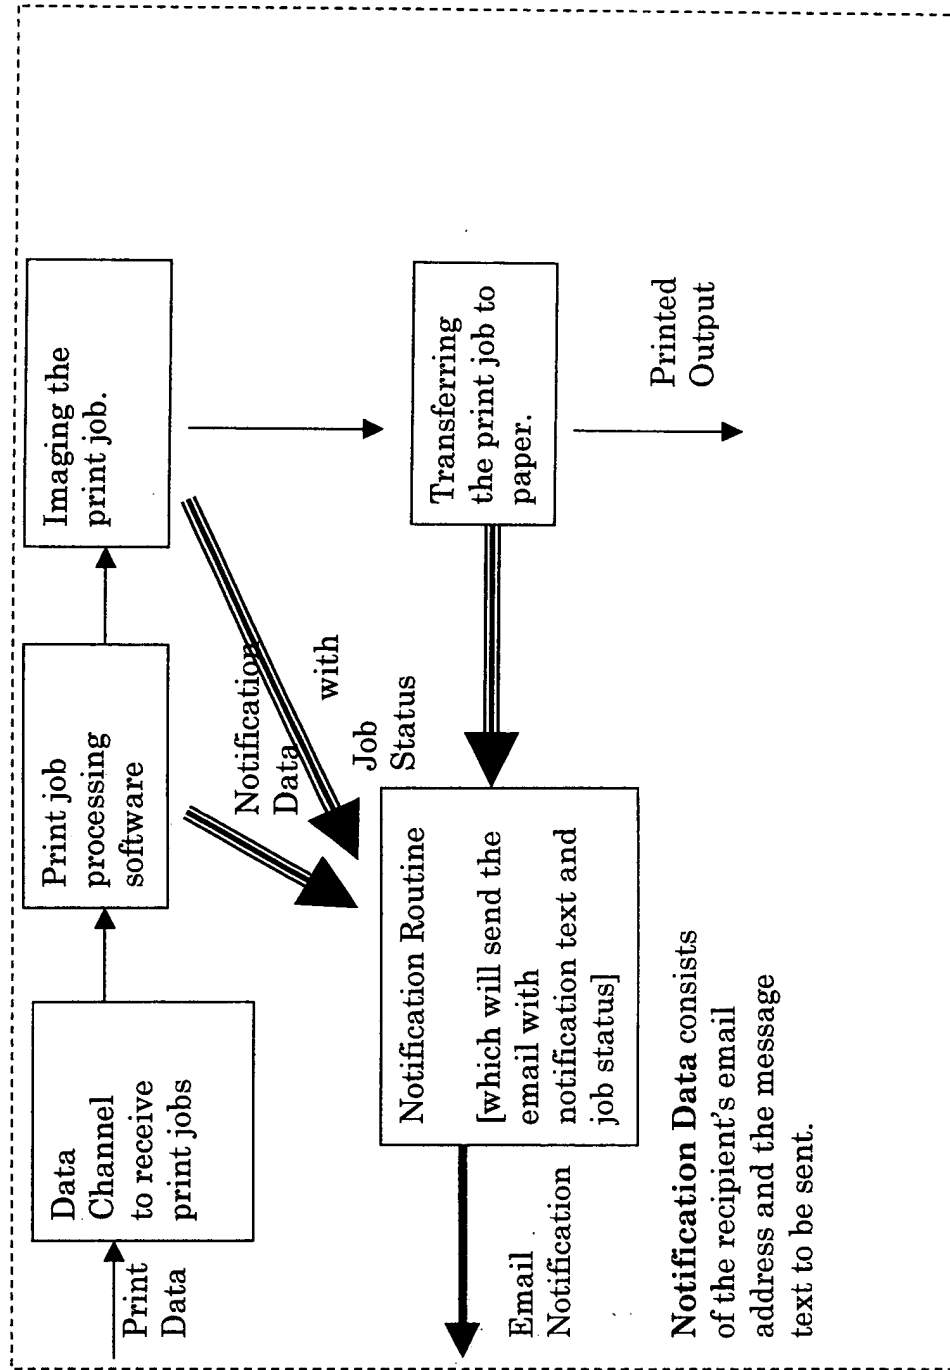 Print
Data
Data
Channel
to receive
print jobs
Print job
processing
software
Imaging the
print job.
Notification
Data
with
Job
Status
Transferring
the print job to
paper.
Printed
Output
Notification Routine
[which will send the
email with
notification text and
job status]
Email
Notification
Notification Data consists
of the recipient's email
address and the message
text to be sent.